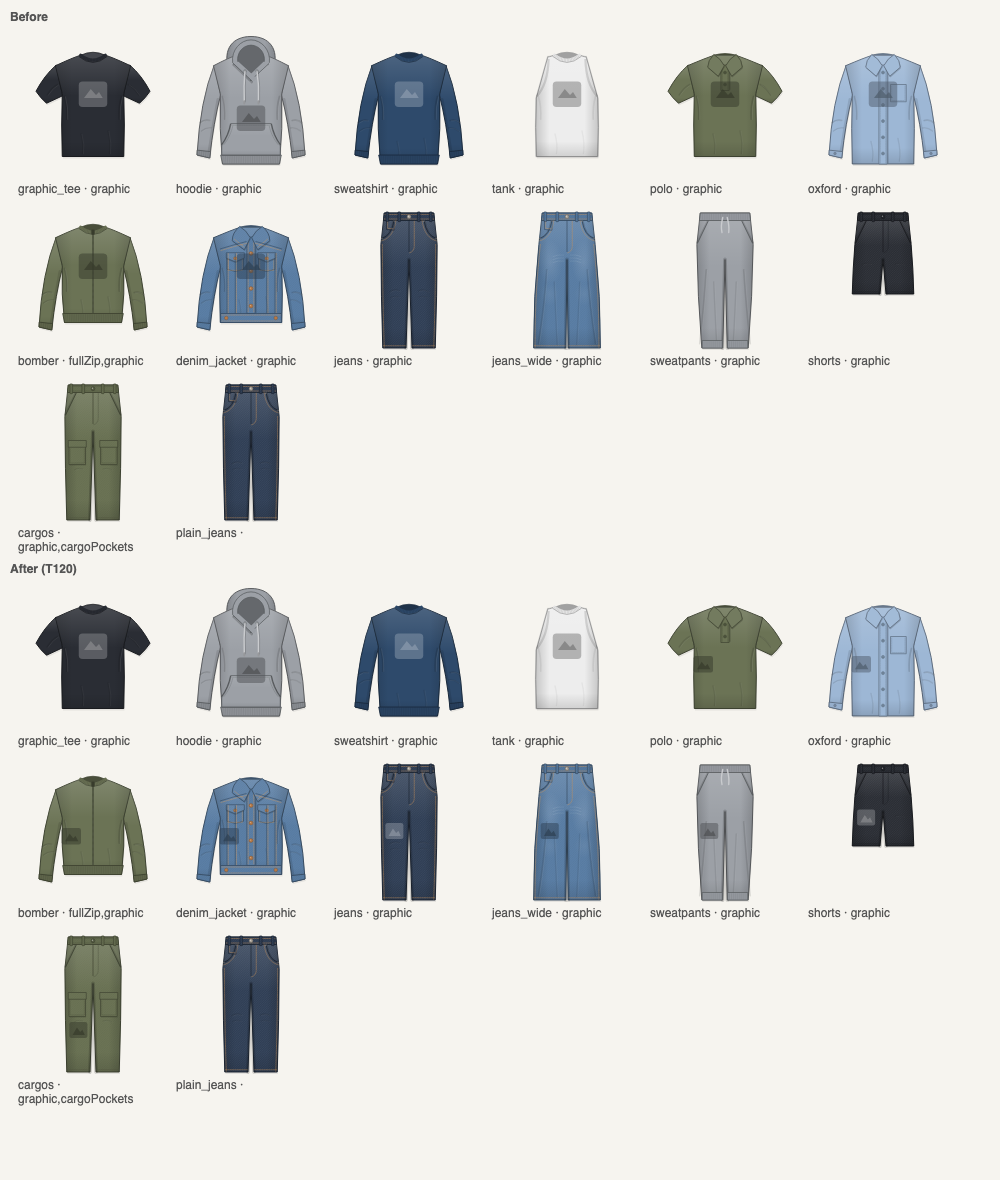 Before
graphic_tee · graphic
hoodie · graphic
sweatshirt · graphic
tank · graphic
polo · graphic
oxford · graphic
bomber · fullZip,graphic
denim_jacket · graphic
jeans · graphic
jeans_wide · graphic
sweatpants · graphic
shorts · graphic
cargos ·
graphic,cargoPockets
plain_jeans ·
After (T120)
graphic_tee · graphic
hoodie · graphic
sweatshirt · graphic
tank · graphic
polo · graphic
oxford · graphic
bomber · fullZip,graphic
denim_jacket · graphic
jeans · graphic
jeans_wide · graphic
sweatpants · graphic
shorts · graphic
cargos ·
graphic,cargoPockets
plain_jeans ·